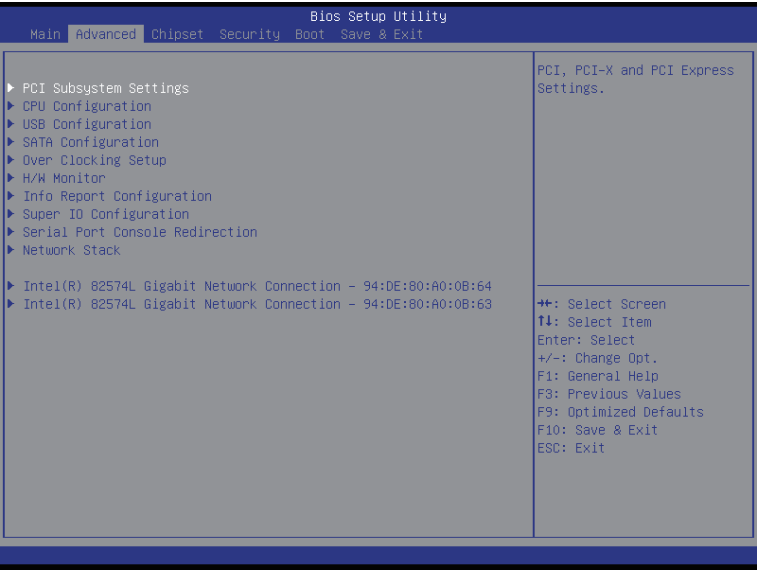 Bios Setup Utility
Main Advanced Chipset Security Boot Save & Exit
PCI Subsystem Settings
CPU Configuration
USB Configuration
SATA Configuration
Over Clocking Setup
H/W Monitor
Info Report Configuration
Super IO Configuration
Serial Port Console Redirection
Network Stack
Intel(R) 82574L Gigabit Network Connection - 94:DE:80:A0:0B:64
Intel(R) 82574L Gigabit Network Connection - 94:DE:80:A0:0B:63
PCI, PCI-X and PCI Express
Settings.
→←: Select Screen
↑↓: Select Item
Enter: Select
+/-: Change Opt.
F1: General Help
F3: Previous Values
F9: Optimized Defaults
F10: Save & Exit
ESC: Exit